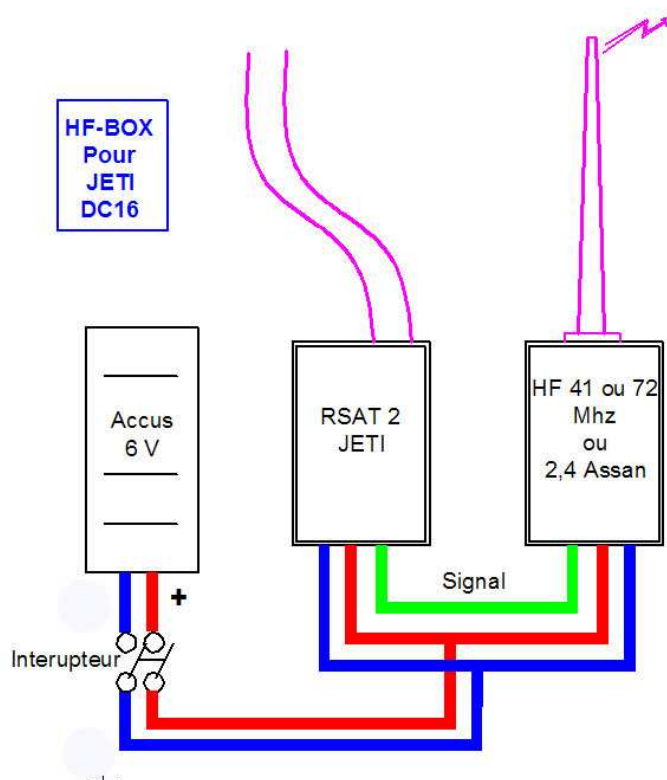 HF-BOX
Pour
JETI
DC16
Accus
6 V
RSAT 2
JETI
HF 41 ou 72
Mhz
ou
2,4 Assan
Signal
+
Interupteur